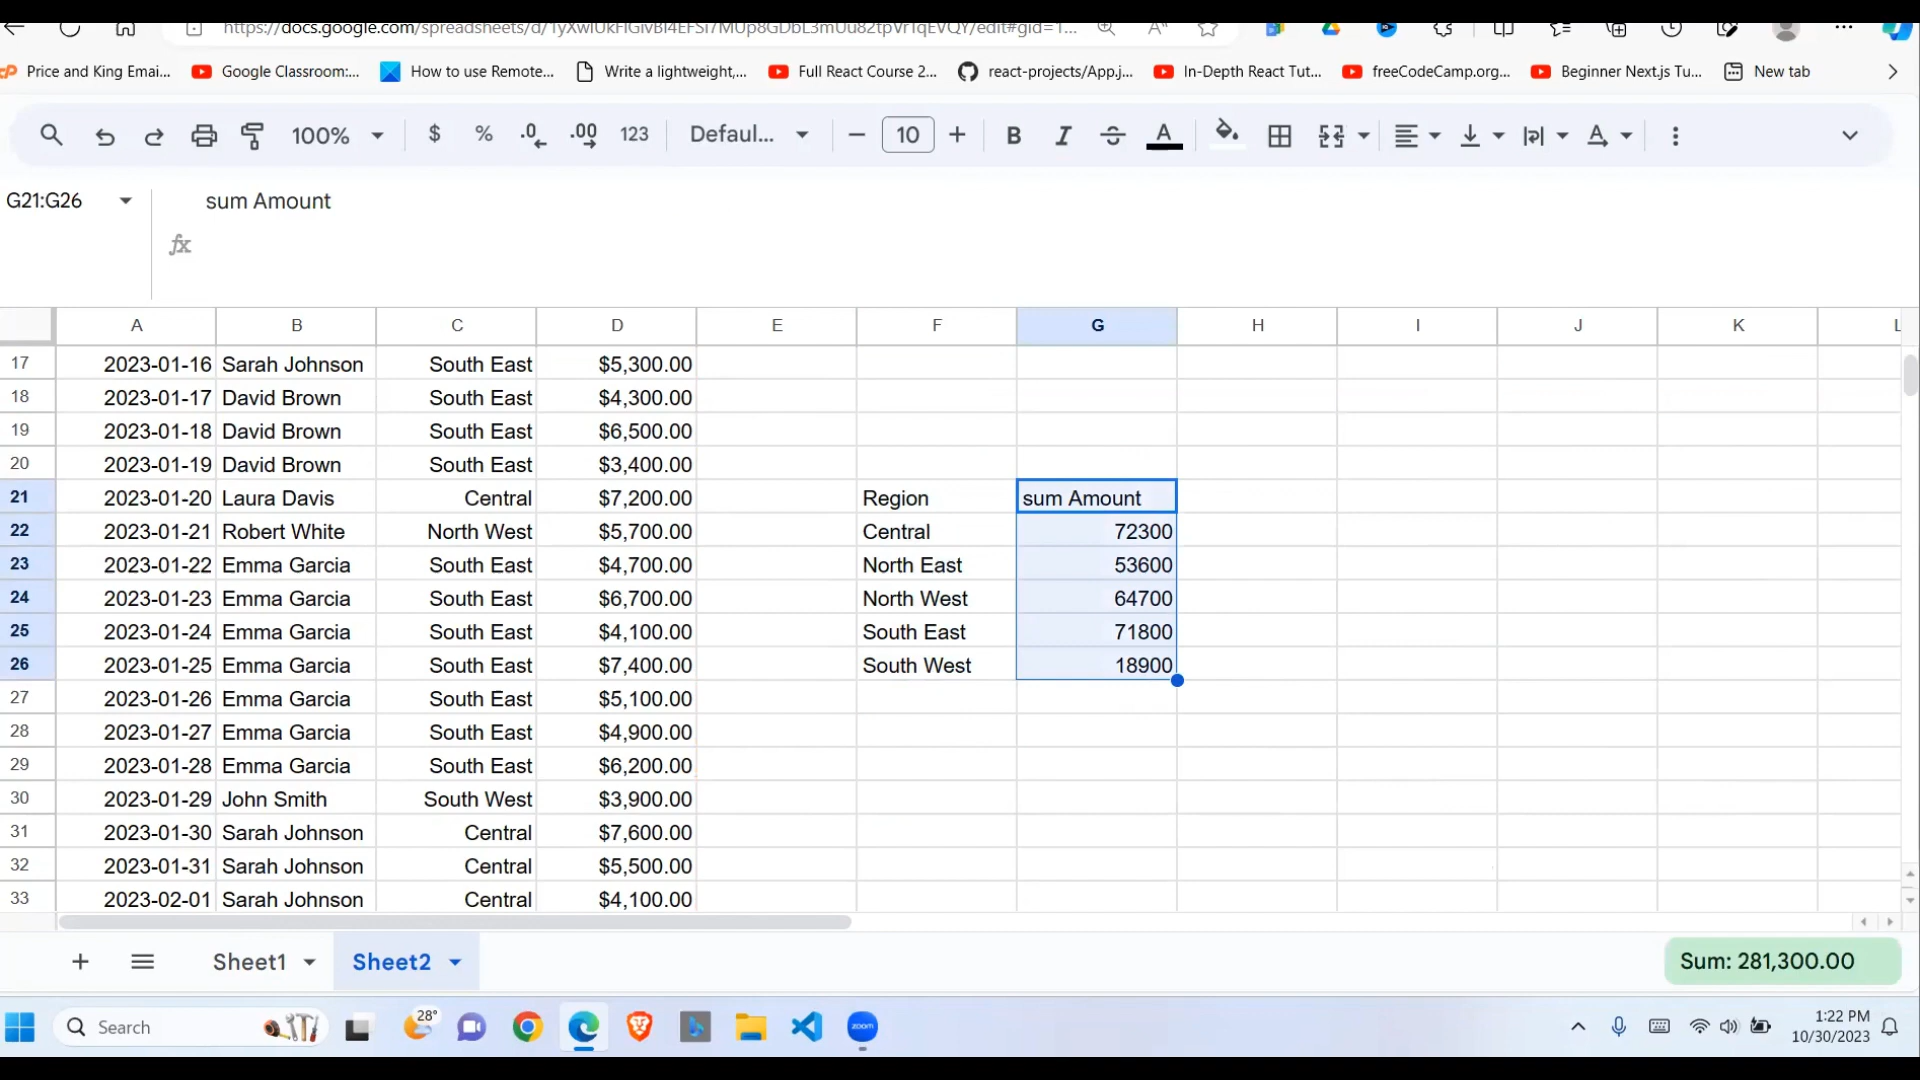 https://docs.google.com/spreadsheets/d/
/edit#gid=1...
Price and King Emai... Google Classroom:... How to use Remote... Write a lightweight,... Full React Course 2... react-projects/App.j... In-Depth React Tut... freeCodeCamp.org... Beginner Next.js Tu... New tab
100% $ % .0 .00 123 Defaul... 10 B I A A
G21:G26 sum Amount
fx
A B C D E F G H I J K L
17 2023-01-16 Sarah Johnson South East $5,300.00
18 2023-01-17 David Brown South East $4,300.00
19 2023-01-18 David Brown South East $6,500.00
20 2023-01-19 David Brown South East $3,400.00
21 2023-01-20 Laura Davis Central $7,200.00 Region sum Amount
22 2023-01-21 Robert White North West $5,700.00 Central 72300
23 2023-01-22 Emma Garcia South East $4,700.00 North East 53600
24 2023-01-23 Emma Garcia South East $6,700.00 North West 64700
25 2023-01-24 Emma Garcia South East $4,100.00 South East 71800
26 2023-01-25 Emma Garcia South East $7,400.00 South West 18900
27 2023-01-26 Emma Garcia South East $5,100.00
28 2023-01-27 Emma Garcia South East $4,900.00
29 2023-01-28 Emma Garcia South East $6,200.00
30 2023-01-29 John Smith South West $3,900.00
31 2023-01-30 Sarah Johnson Central $7,600.00
32 2023-01-31 Sarah Johnson Central $5,500.00
33 2023-02-01 Sarah Johnson Central $4,100.00
Sheet1 Sheet2 Sum: 281,300.00
Search 28° zoom 1:22 PM
10/30/2023